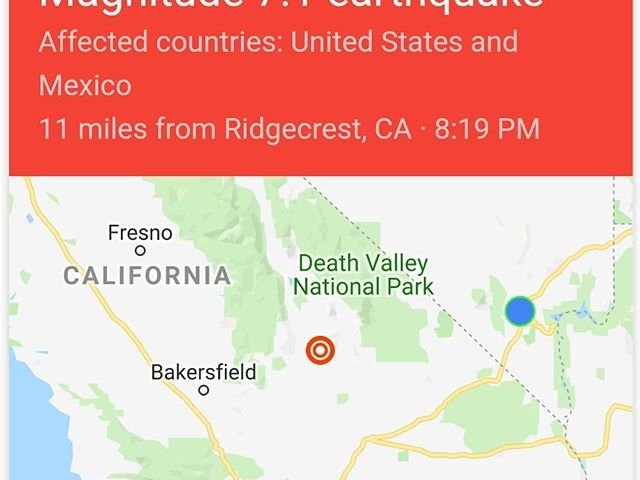 Magnitude 7.1 earthquake
Affected countries: United States and
Mexico
11 miles from Ridgecrest, CA · 8:19 PM
Fresno
CALIFORNIA
Death Valley
National Park
Bakersfield